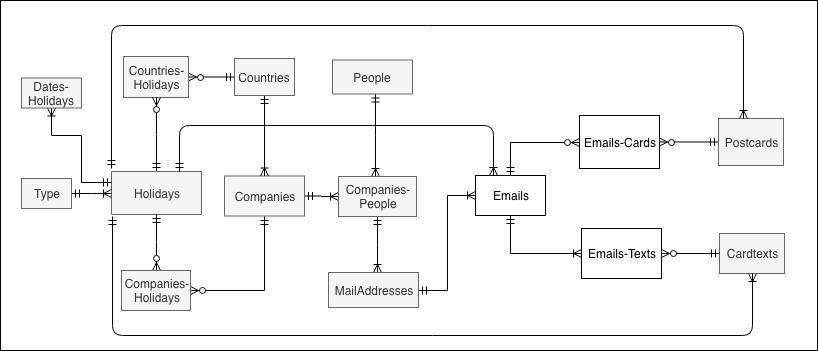 Dates-
Holidays
Countries-
Holidays
Countries
People
Emails-Cards
Postcards
Type
Holidays
Companies
Companies-
People
Emails
Companies-
Holidays
MailAddresses
Emails-Texts
Cardtexts